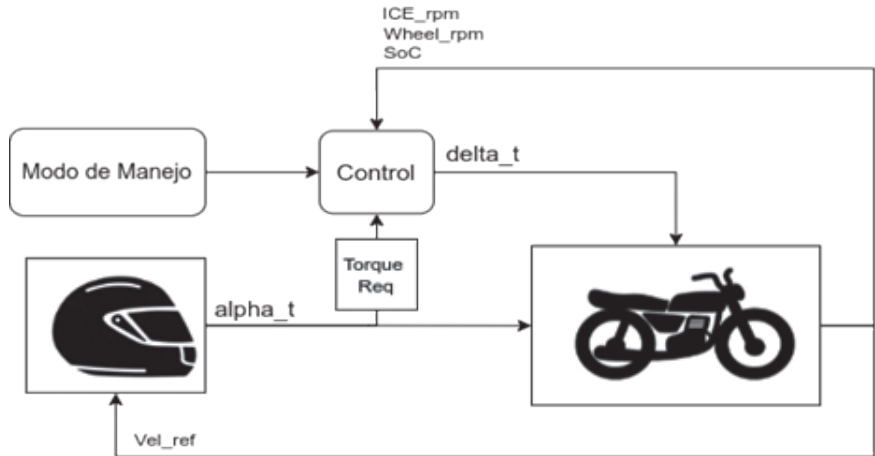 ICE_rpm
Wheel_rpm
SoC
Modo de Manejo
Control
delta_t
Torque
Req
alpha_t
Vel_ref